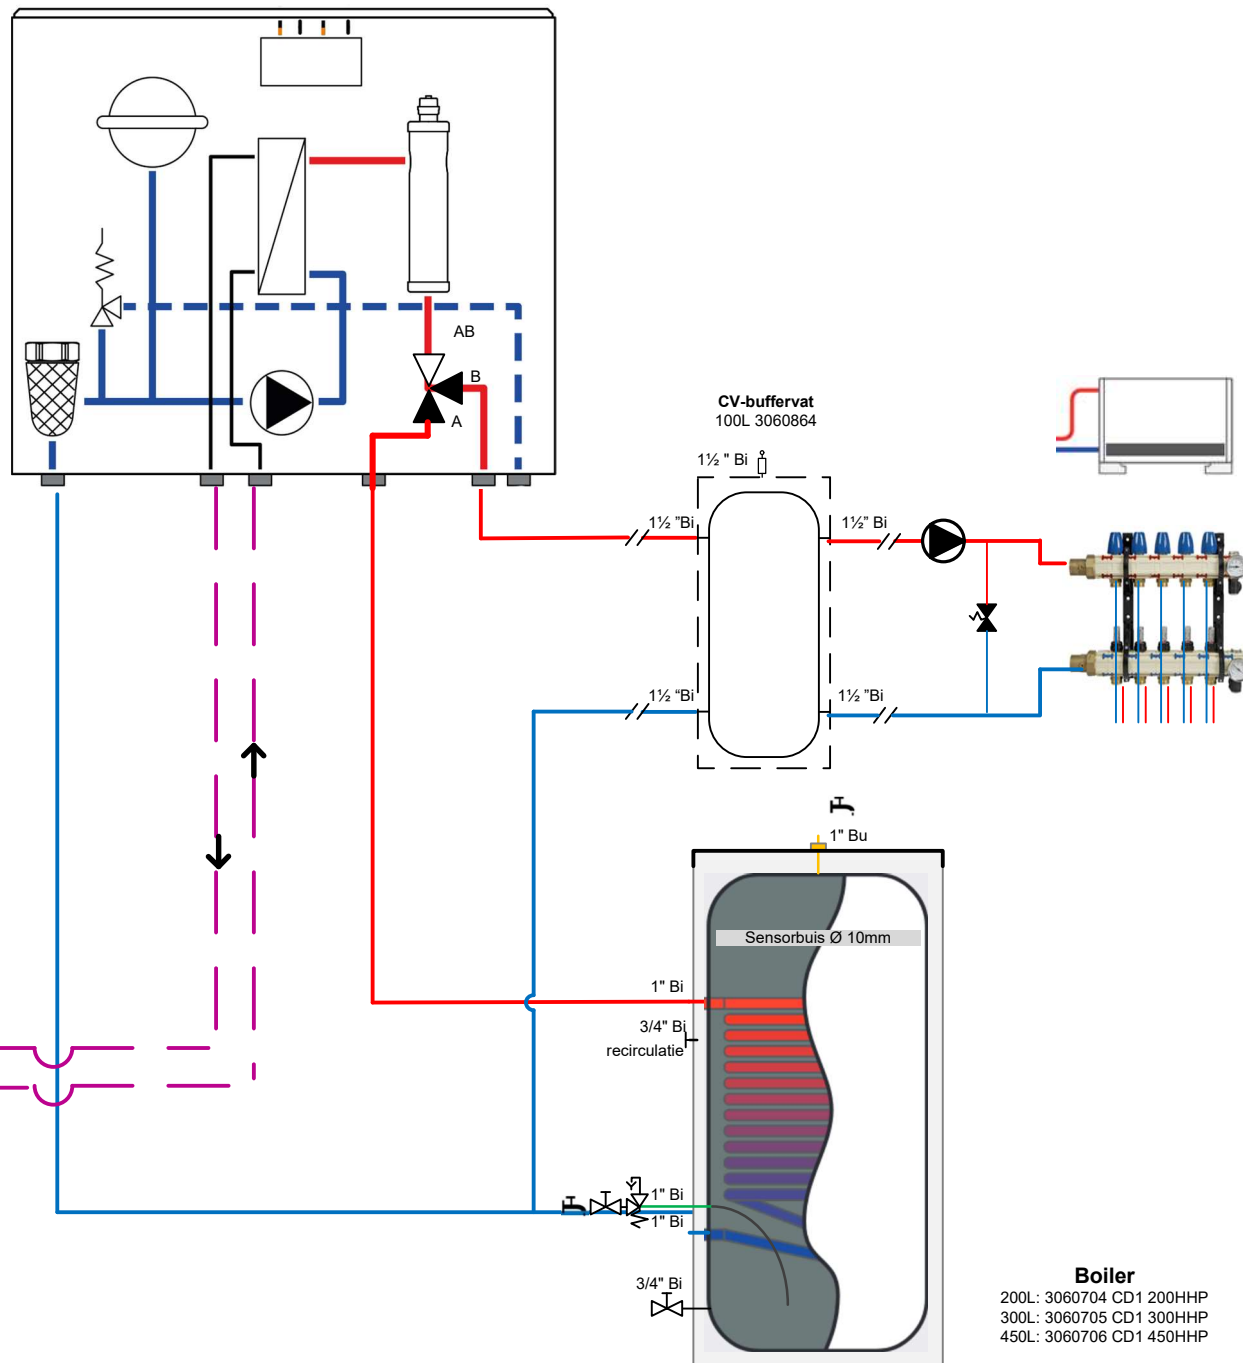 AB
B
A
CV-buffervat
100L 3060864
1½ " Bi
1½ ”Bi
1½” Bi
1½ “Bi
1½ ”Bi
1" Bu
Sensorbuis Ø 10mm
1" Bi
3/4" Bi
recirculatie
1" Bi
1" Bi
3/4" Bi
Boiler
200L: 3060704 CD1 200HHP
300L: 3060705 CD1 300HHP
450L: 3060706 CD1 450HHP